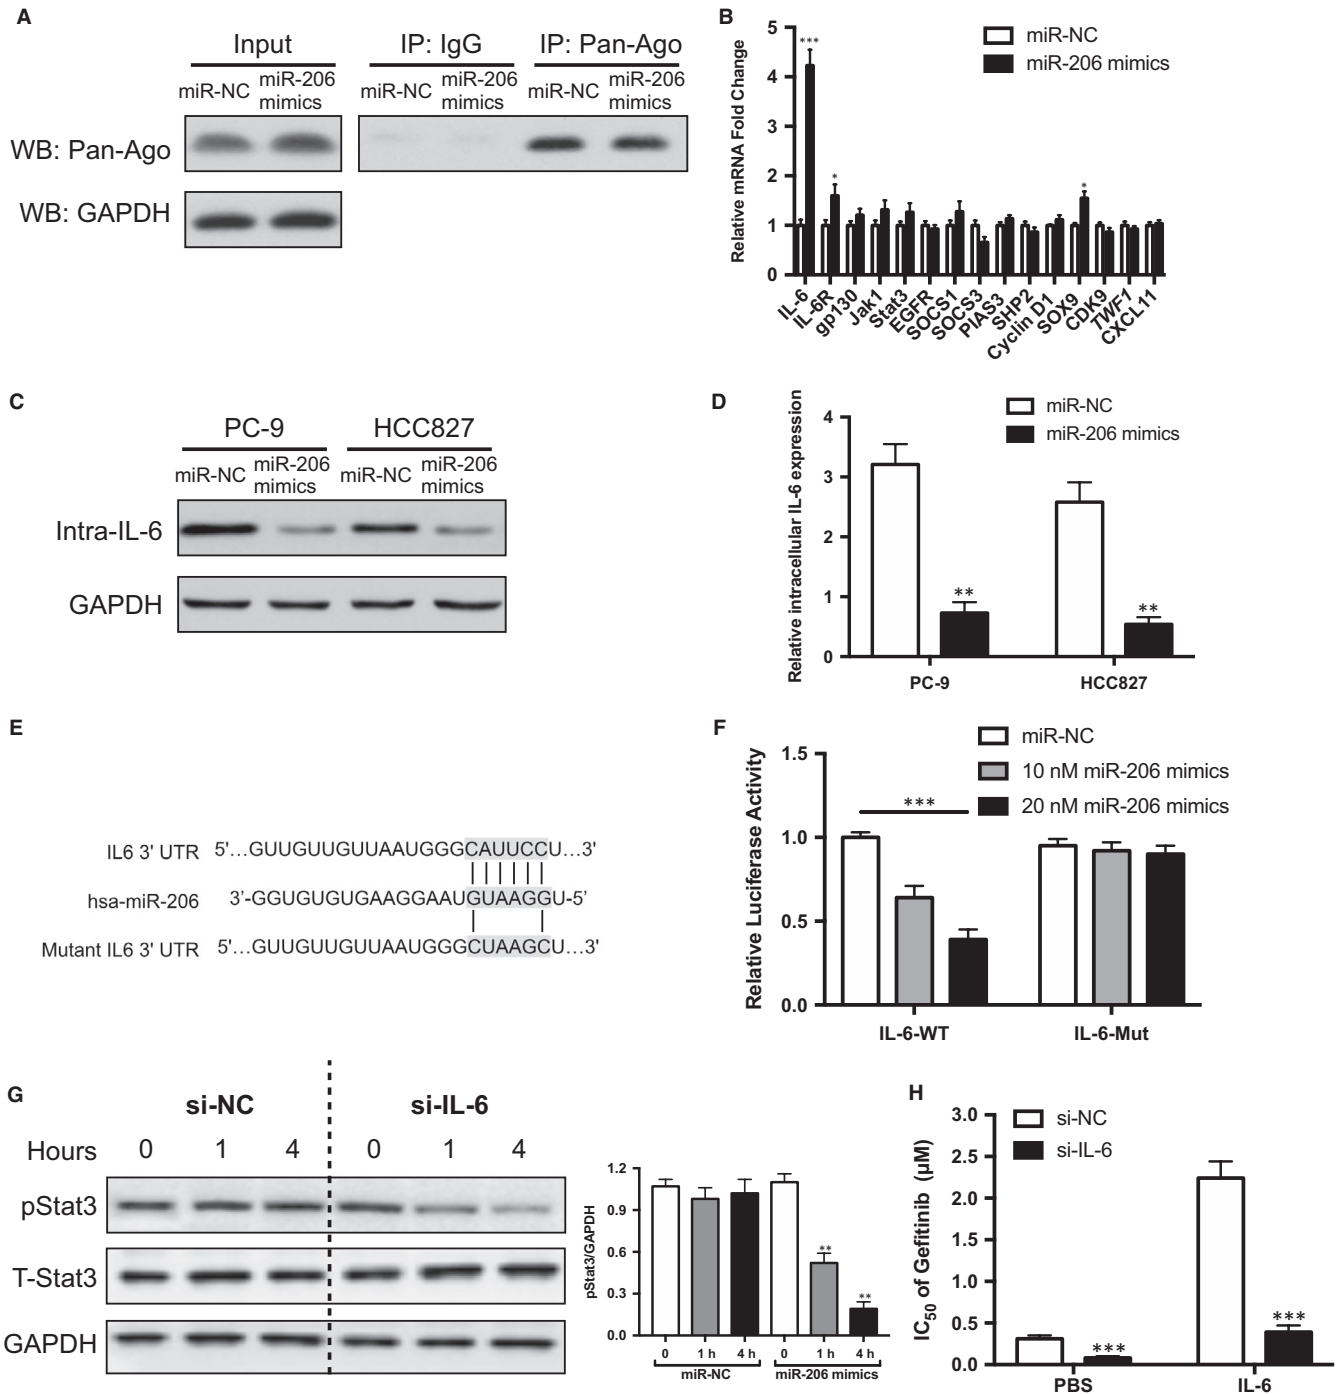 A
Input
IP: IgG
IP: Pan-Ago
miR-NC
miR-206 mimics
miR-NC
miR-206 mimics
miR-NC
miR-206 mimics
WB: Pan-Ago
WB: GAPDH
B
miR-NC
miR-206 mimics
Relative mRNA Fold Change
5
4
3
2
1
0
***
*
*
IL-6
IL-6R
gp130
Jak1
Stat3
EGFR
SOCS1
SOCS3
PIAS3
SHP2
Cyclin D1
SOX9
CDK9
TWF1
CXCL11
C
PC-9
HCC827
miR-NC
miR-206 mimics
miR-NC
miR-206 mimics
Intra-IL-6
GAPDH
D
miR-NC
miR-206 mimics
Relative intracellular IL-6 expression
4
3
2
1
0
**
**
PC-9
HCC827
E
IL6 3' UTR 5'...GUUGUUGUUAAUGGGCAUUCCU...3'
hsa-miR-206 3'-GGUGUGUGAAGGAAUGUAAGGU-5'
Mutant IL6 3' UTR 5'...GUUGUUGUUAAUGGGCUAAGCU...3'
F
miR-NC
10 nM miR-206 mimics
20 nM miR-206 mimics
Relative Luciferase Activity
1.5
1.0
0.5
0.0
***
IL-6-WT
IL-6-Mut
G
si-NC
si-IL-6
Hours 0 1 4 0 1 4
pStat3
T-Stat3
GAPDH
pStat3/GAPDH
1.2
0.9
0.6
0.3
0.0
**
**
0 1 h 4 h 0 1 h 4 h
miR-NC
miR-206 mimics
H
si-NC
si-IL-6
IC50 of Gefitinib (μM)
3.0
2.5
2.0
1.5
1.0
0.5
0.0
***
***
PBS
IL-6